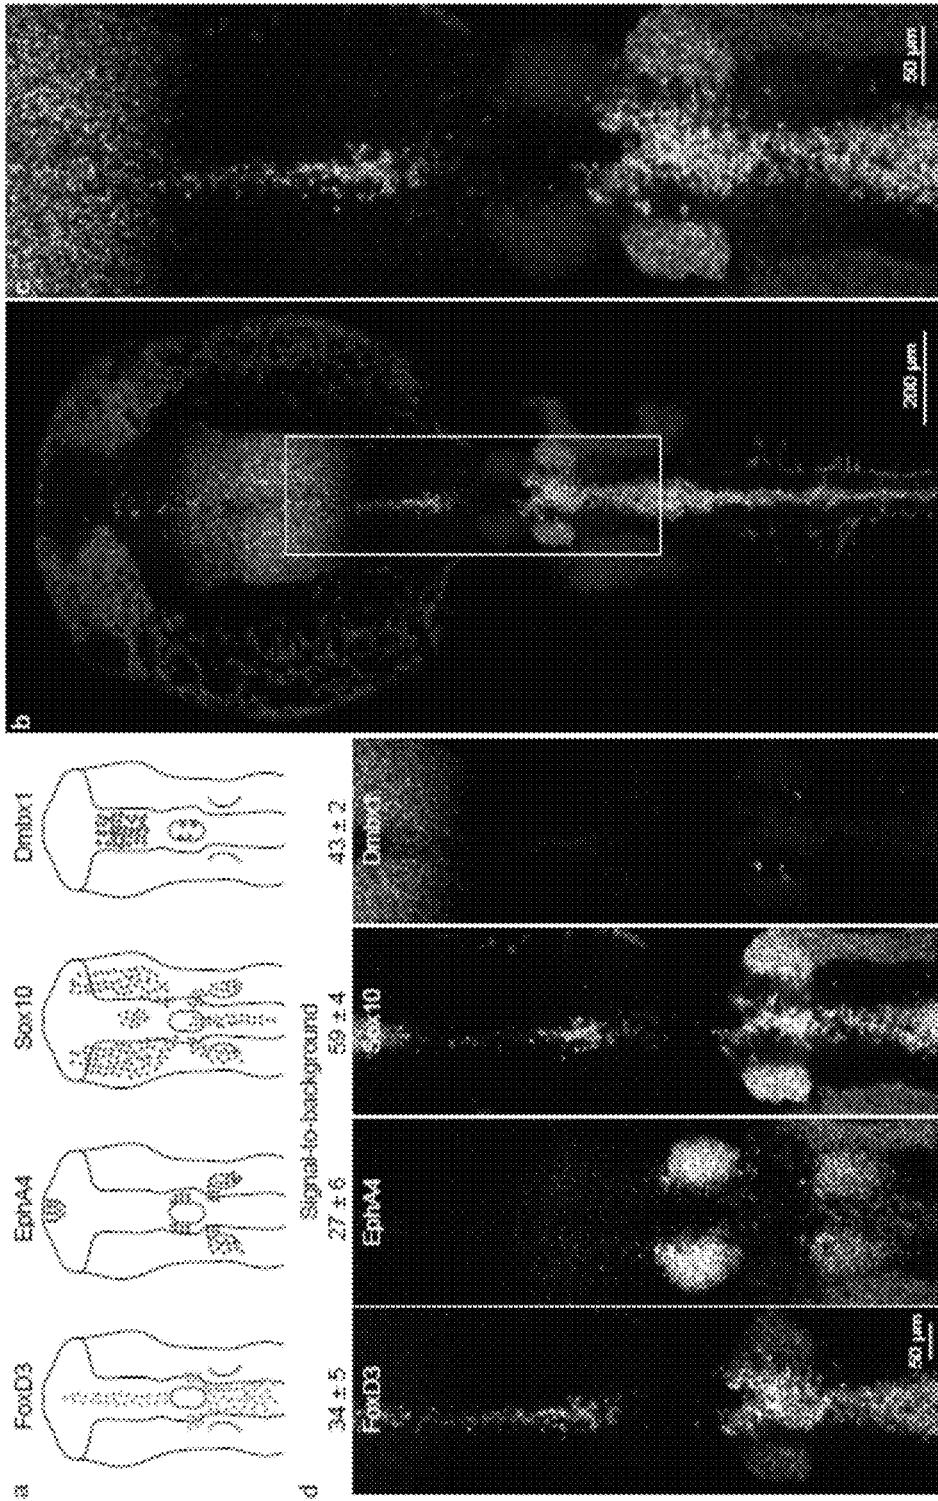 a
FoxD3 EphA4 Sox10 Dmbx1
d
Signal-to-background
34 ± 5 27 ± 6 59 ± 4 43 ± 2
FoxD3 EphA4 Sox10 Dmbx1
50 µm
b
200 µm
c
50 µm